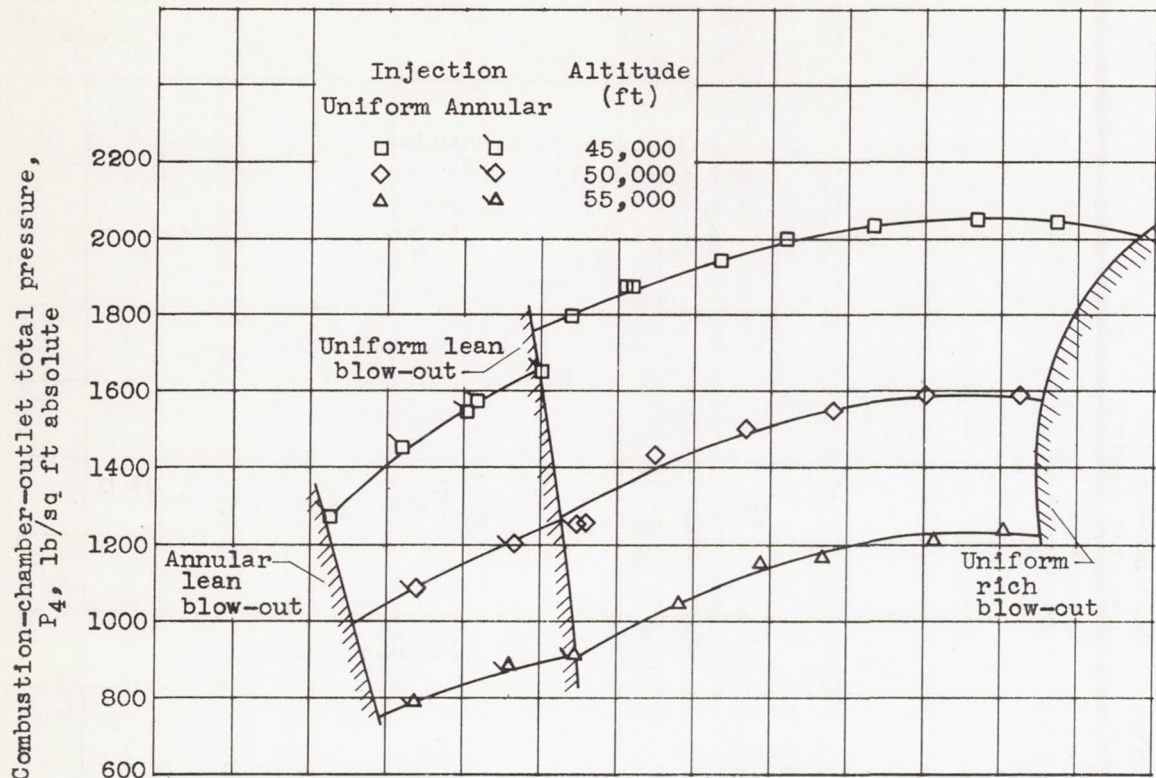 Combustion-chamber-outlet total pressure,
P4, lb/sq ft absolute
Injection Altitude
(ft)
Uniform Annular
45,000
50,000
55,000
2200
2000
1800
1600
1400
1200
1000
800
600
Uniform lean
blow-out
Annular
lean
blow-out
Uniform
rich
blow-out